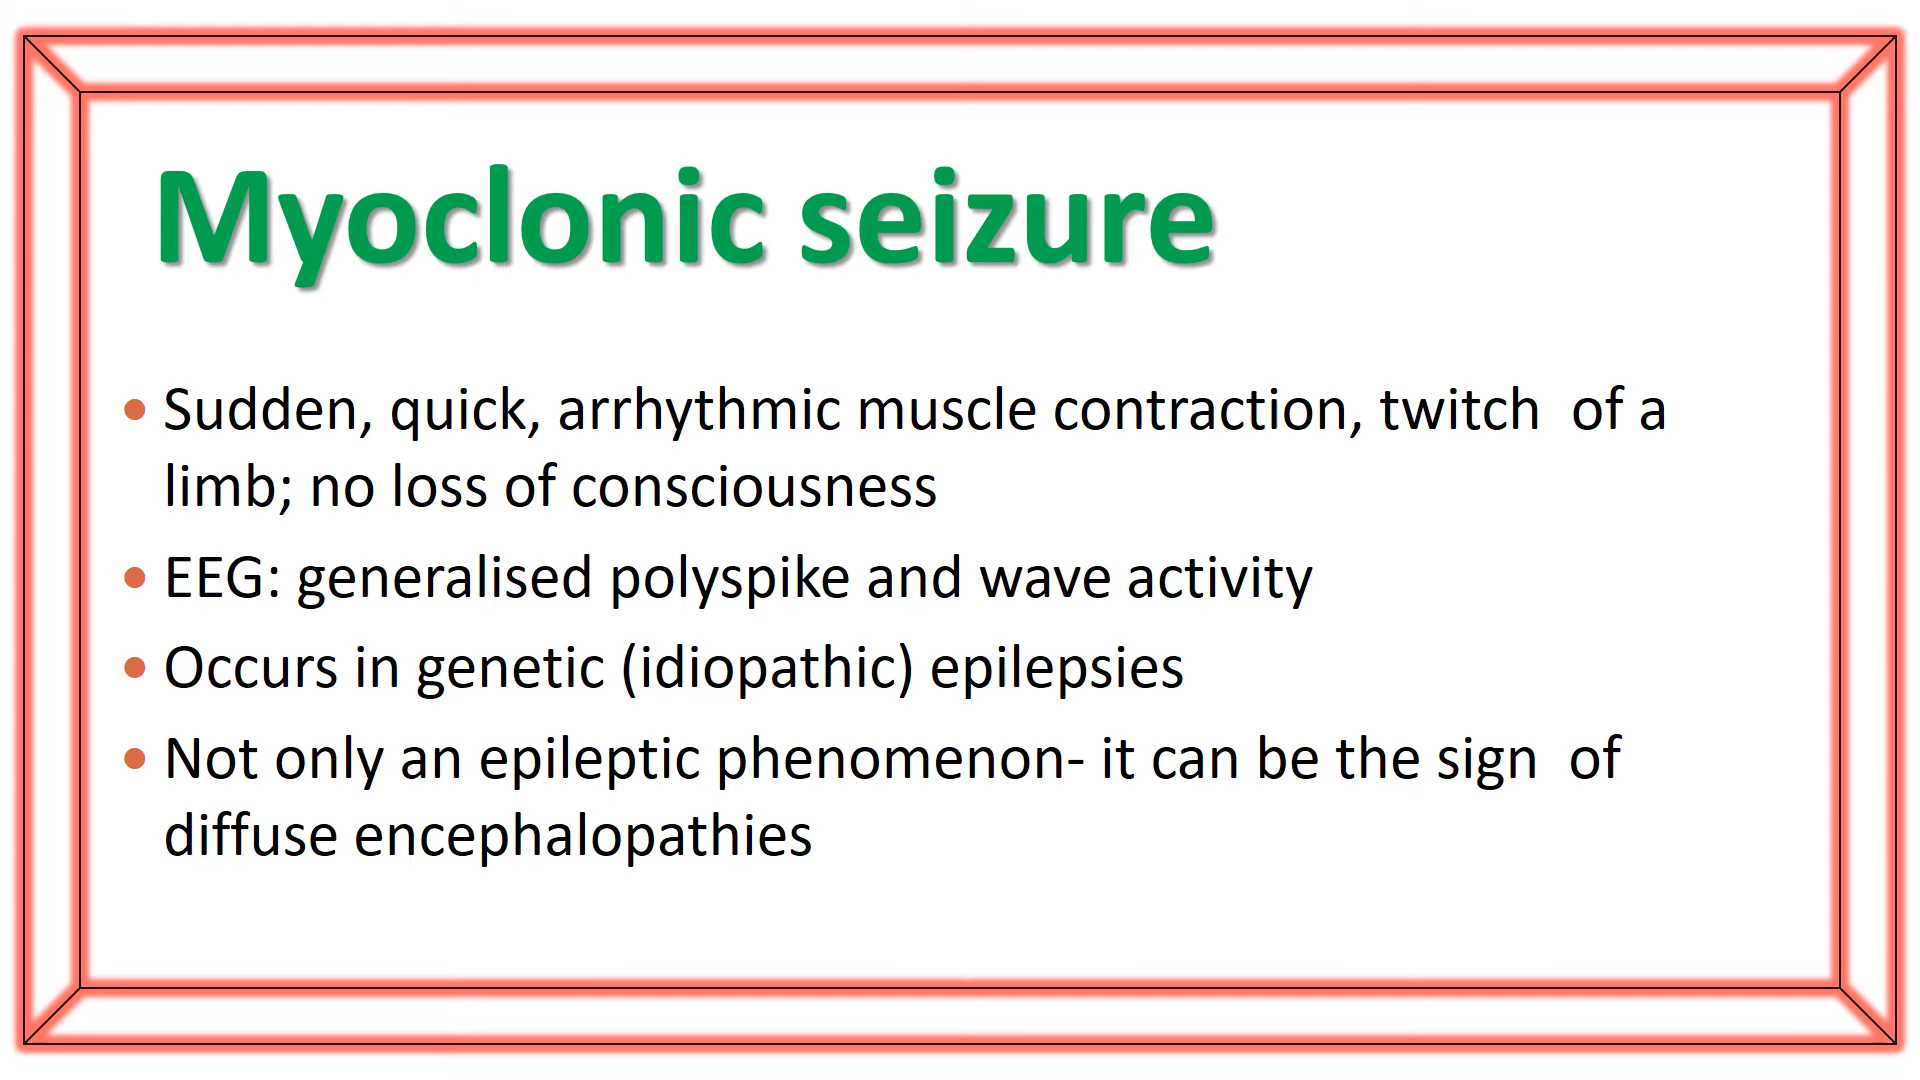 Myoclonic seizure
• Sudden, quick, arrhythmic muscle contraction, twitch  of a
limb; no loss of consciousness
• EEG: generalised polyspike and wave activity
• Occurs in genetic (idiopathic) epilepsies
• Not only an epileptic phenomenon- it can be the sign  of
diffuse encephalopathies